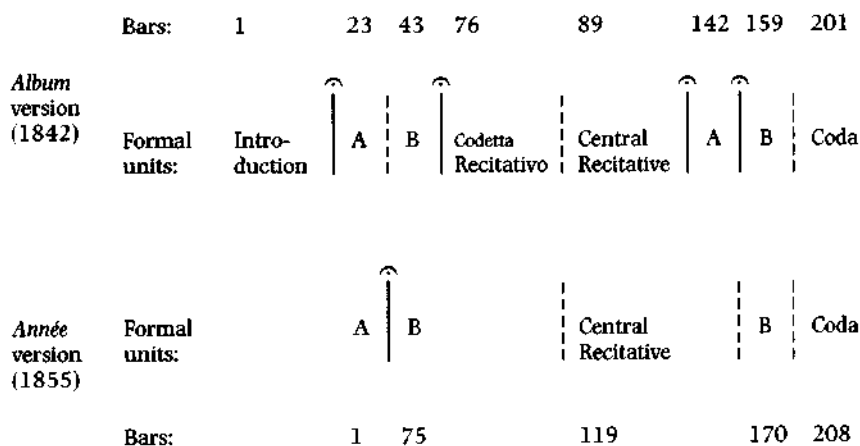 Bars: 1 23 43 76 89 142 159 201
Album
version
(1842)
Formal Intro- A B Codetta Central A B Coda
units: duction Recitativo Recitative
Année Formal A B Central B Coda
version units: Recitative
(1855)
Bars: 1 75 119 170 208